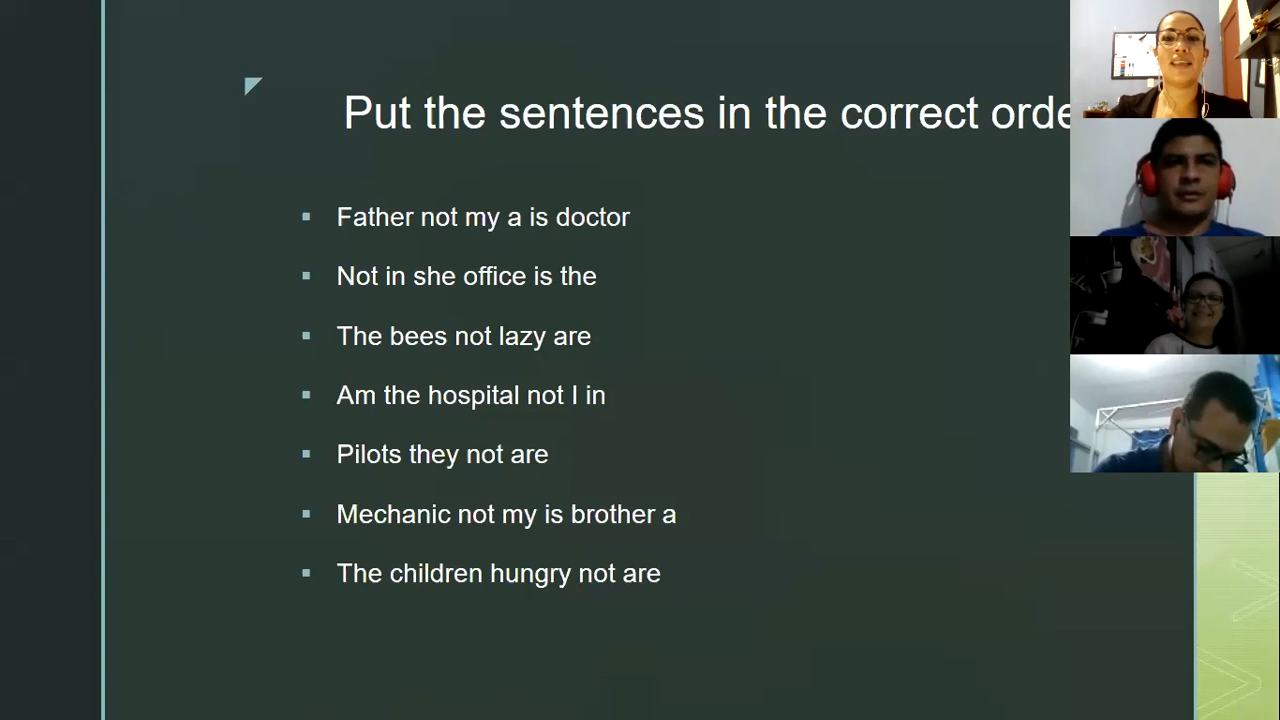 Put the sentences in the correct orde
Father not my a is doctor
Not in she office is the
The bees not lazy are
Am the hospital not I in
Pilots they not are
Mechanic not my is brother a
The children hungry not are